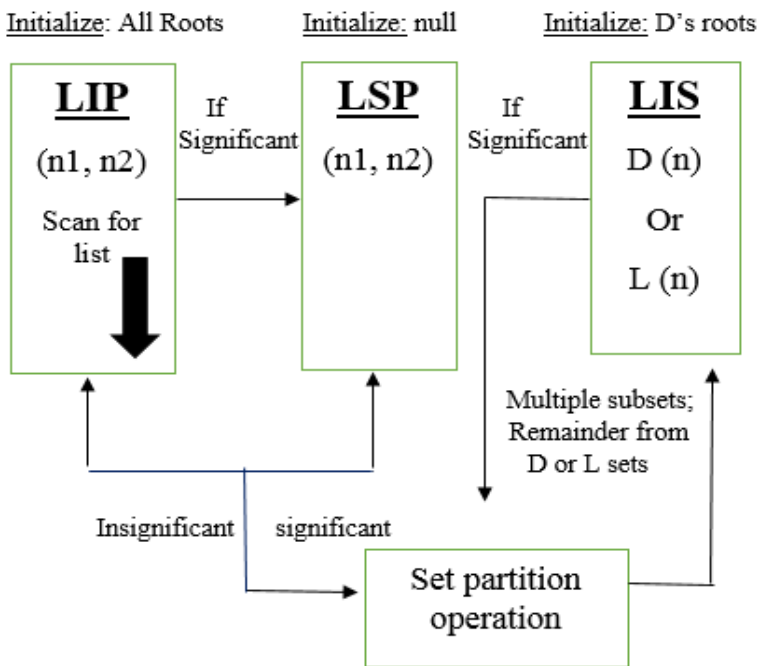 Initialize: All Roots
Initialize: null
Initialize: D’s roots
LIP
(n1, n2)
Scan for
list
If
Significant
LSP
(n1, n2)
If
Significant
LIS
D (n)
Or
L (n)
Multiple subsets;
Remainder from
D or L sets
Insignificant
significant
Set partition
operation